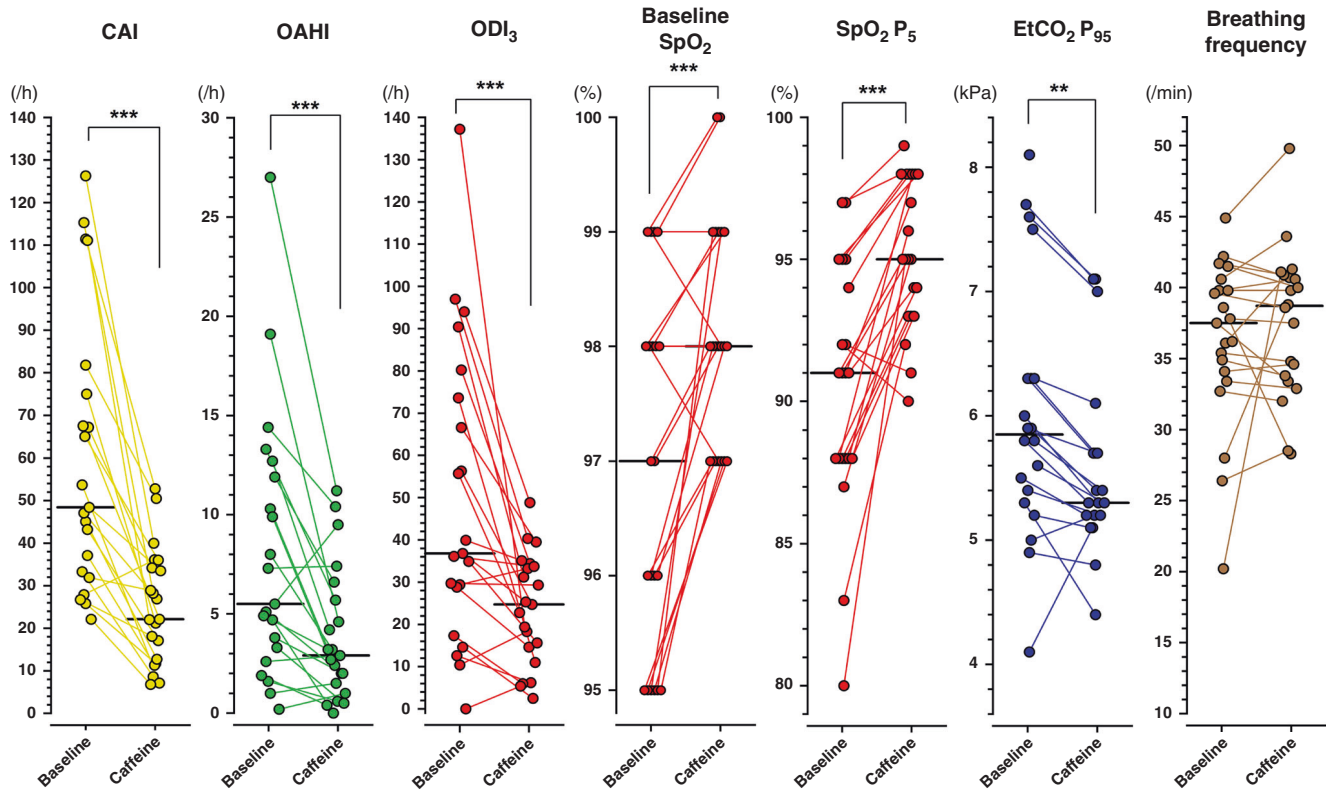 CAI
OAHI
ODI3
Baseline
SpO2
SpO2 P5
EtCO2 P95
Breathing
frequency
(/h)
(/h)
(/h)
(%)
(%)
(kPa)
(/min)
***
***
***
***
***
**
140
130
120
110
100
90
80
70
60
50
40
30
20
10
0
30
25
20
15
10
5
0
140
130
120
110
100
90
80
70
60
50
40
30
20
10
0
100
99
98
97
96
95
100
95
90
85
80
8
7
6
5
4
50
45
40
35
30
25
20
15
10
Baseline
Caffeine
Baseline
Caffeine
Baseline
Caffeine
Baseline
Caffeine
Baseline
Caffeine
Baseline
Caffeine
Baseline
Caffeine